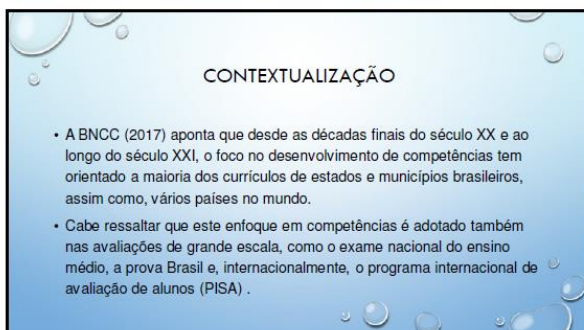 CONTEXTUALIZAÇÃO
• A BNCC (2017) aponta que desde as décadas finais do século XX e ao
longo do século XXI, o foco no desenvolvimento de competências tem
orientado a maioria dos currículos de estados e municípios brasileiros,
assim como, vários países no mundo.
• Cabe ressaltar que este enfoque em competências é adotado também
nas avaliações de grande escala, como o exame nacional do ensino
médio, a prova Brasil e, internacionalmente, o programa internacional de
avaliação de alunos (PISA) .